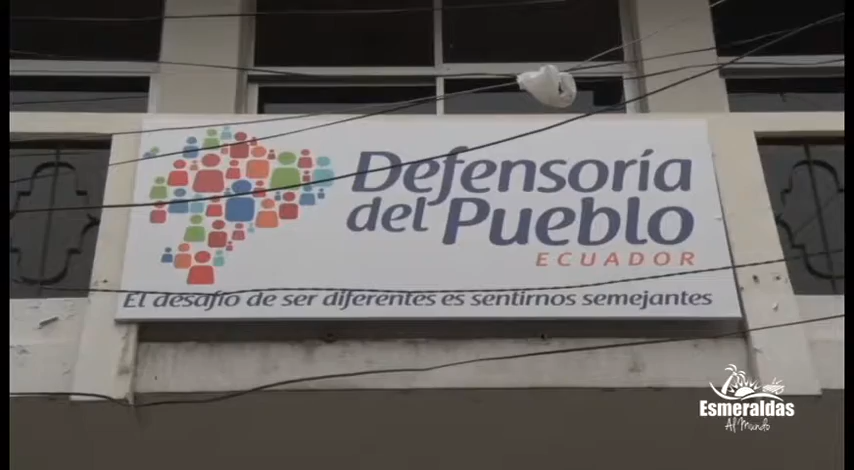 Defensoría
del Pueblo
ECUADOR
El desafío de ser diferentes es sentirnos semejantes
Esmeraldas
Al Mundo